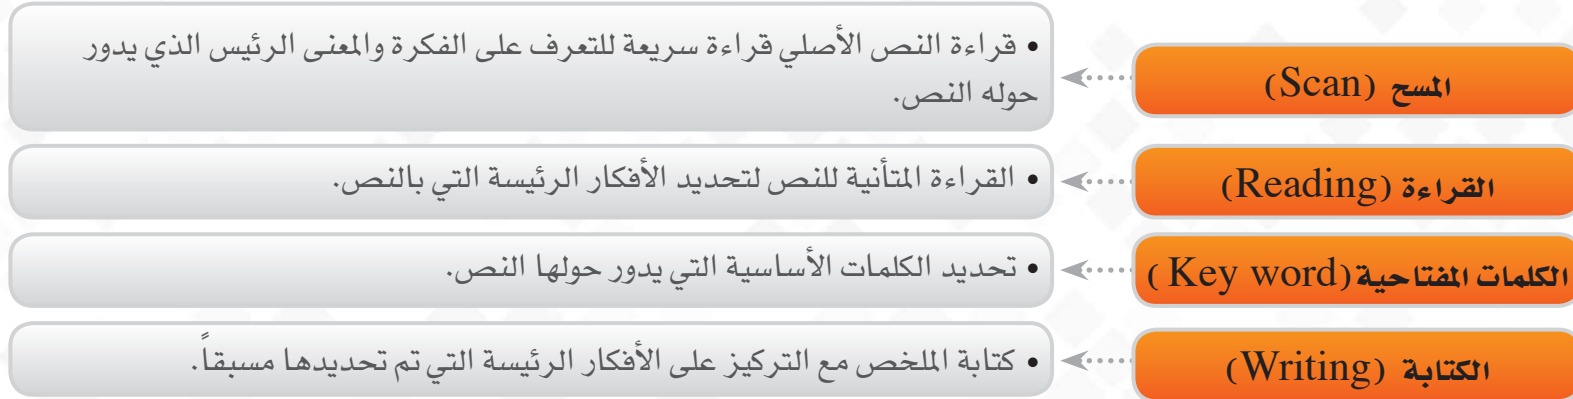 المسح (Scan)
• قراءة النص الأصلي قراءة سريعة للتعرف على الفكرة والمعنى الرئيس الذي يدور
حوله النص.
القراءة (Reading)
• القراءة المتأنية للنص لتحديد الأفكار الرئيسة التي بالنص.
الكلمات المفتاحية (Key word )
• تحديد الكلمات الأساسية التي يدور حولها النص.
الكتابة (Writing)
• كتابة الملخص مع التركيز على الأفكار الرئيسة التي تم تحديدها مسبقاً.